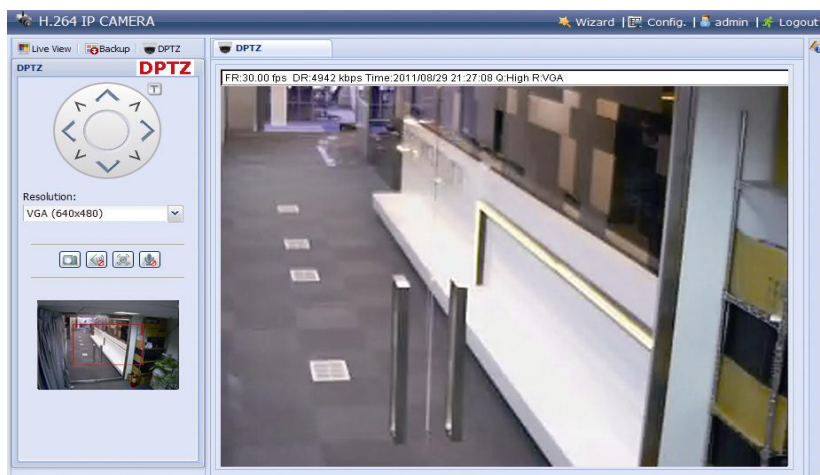 H.264 IP CAMERA
Wizard | Config. | admin | Logout
Live View Backup DPTZ
DPTZ DPTZ
T
Resolution:
VGA (640x480)
DPTZ
FR:30.00 fps DR:4942 kbps Time:2011/08/29 21:27:08 Q:High R:VGA